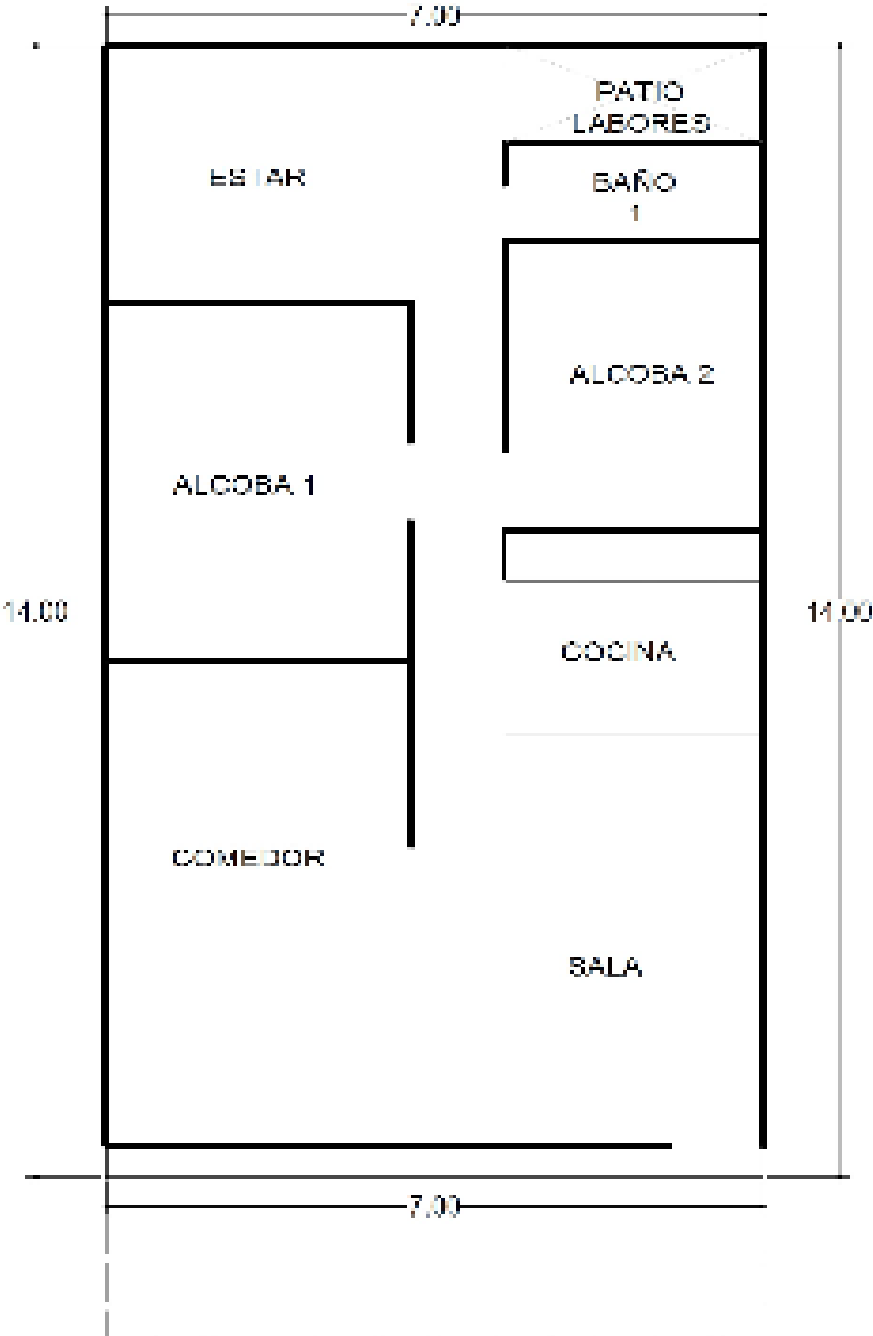 7.00
PATIO
LABORES
ESTAR
BAÑO
1
ALCOBA 2
ALCOBA 1
14.00
14.00
COCINA
COMEDOR
SALA
7.00